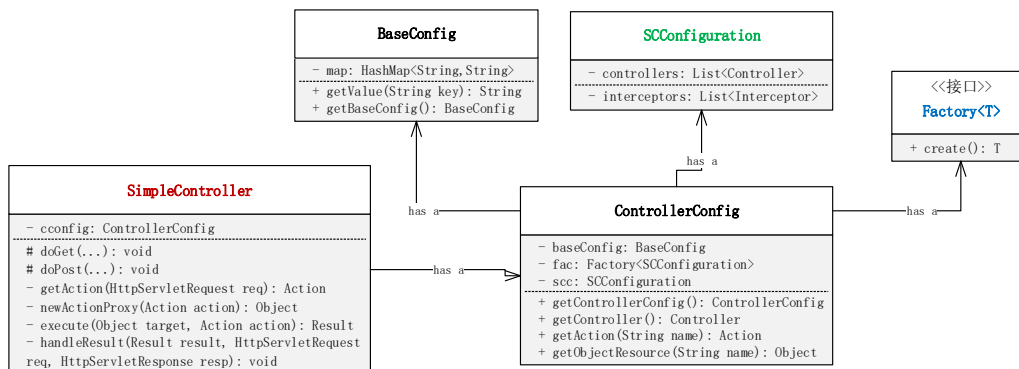 BaseConfig
- map: HashMap<String,String>
+ getValue(String key): String
+ getBaseConfig(): BaseConfig
SCConfiguration
- controllers: List<Controller>
- interceptors: List<Interceptor>
<<接口>>
Factory<T>
+ create(): T
has a
has a
has a
SimpleController
- cconfig: ControllerConfig
# doGet(...): void
# doPost(...): void
- getAction(HttpServletRequest req): Action
- newActionProxy(Action action): Object
- execute(Object target, Action action): Result
- handleResult(Result result, HttpServletRequest
req, HttpServletResponse resp): void
has a
ControllerConfig
- baseConfig: BaseConfig
- fac: Factory<SCConfiguration>
- scc: SCConfiguration
+ getControllerConfig(): ControllerConfig
+ getController(): Controller
+ getAction(String name): Action
+ getObjectResource(String name): Object